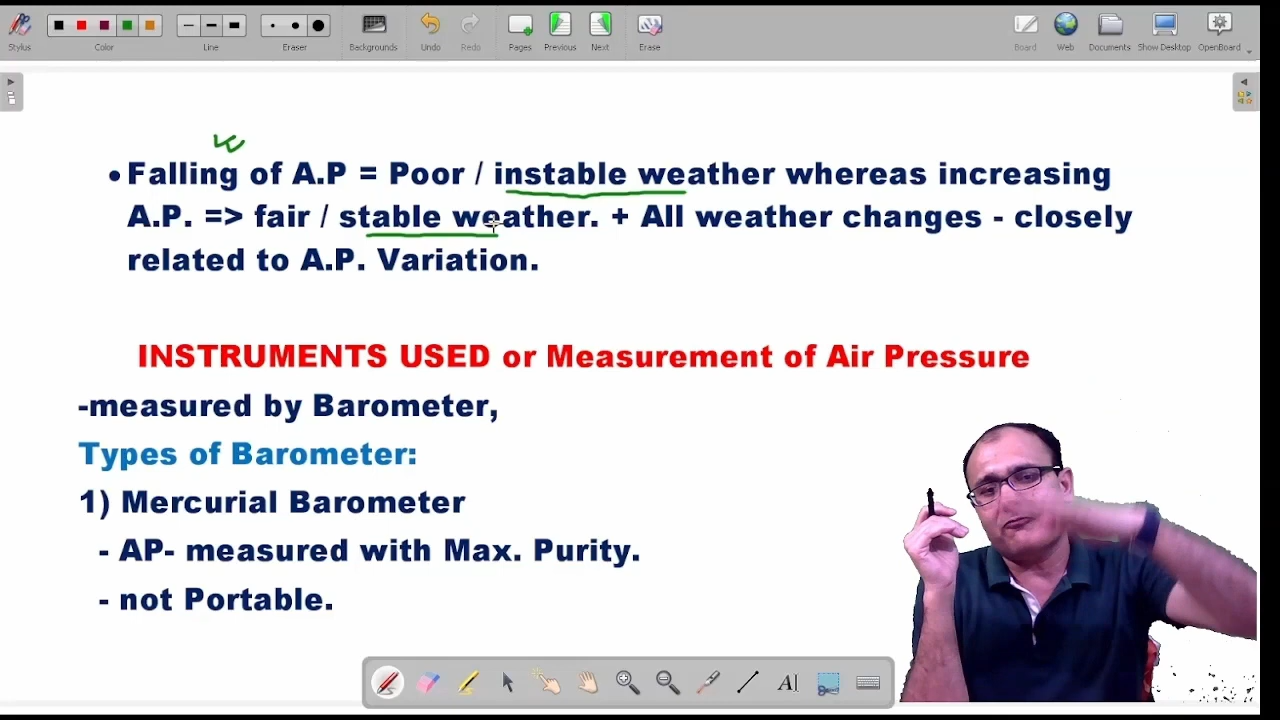 Stylus
Color
Line
Eraser
Backgrounds
Undo
Redo
Pages
Previous
Next
Erase
Board
Web
Documents
Show Desktop
OpenBoard
• Falling of A.P = Poor / instable weather whereas increasing
A.P. => fair / stable weather. + All weather changes - closely
related to A.P. Variation.
INSTRUMENTS USED or Measurement of Air Pressure
-measured by Barometer,
Types of Barometer:
1) Mercurial Barometer
- AP- measured with Max. Purity.
- not Portable.
A